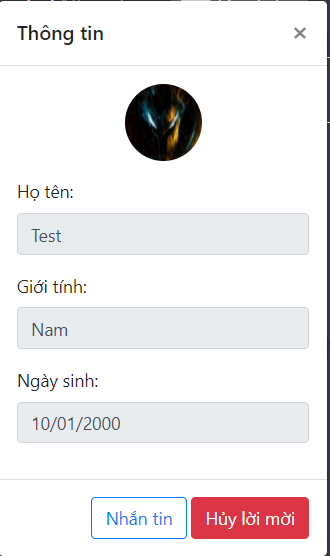 Thông tin ×
Họ tên:
Test
Giới tính:
Nam
Ngày sinh:
10/01/2000
Nhắn tin Hủy lời mời